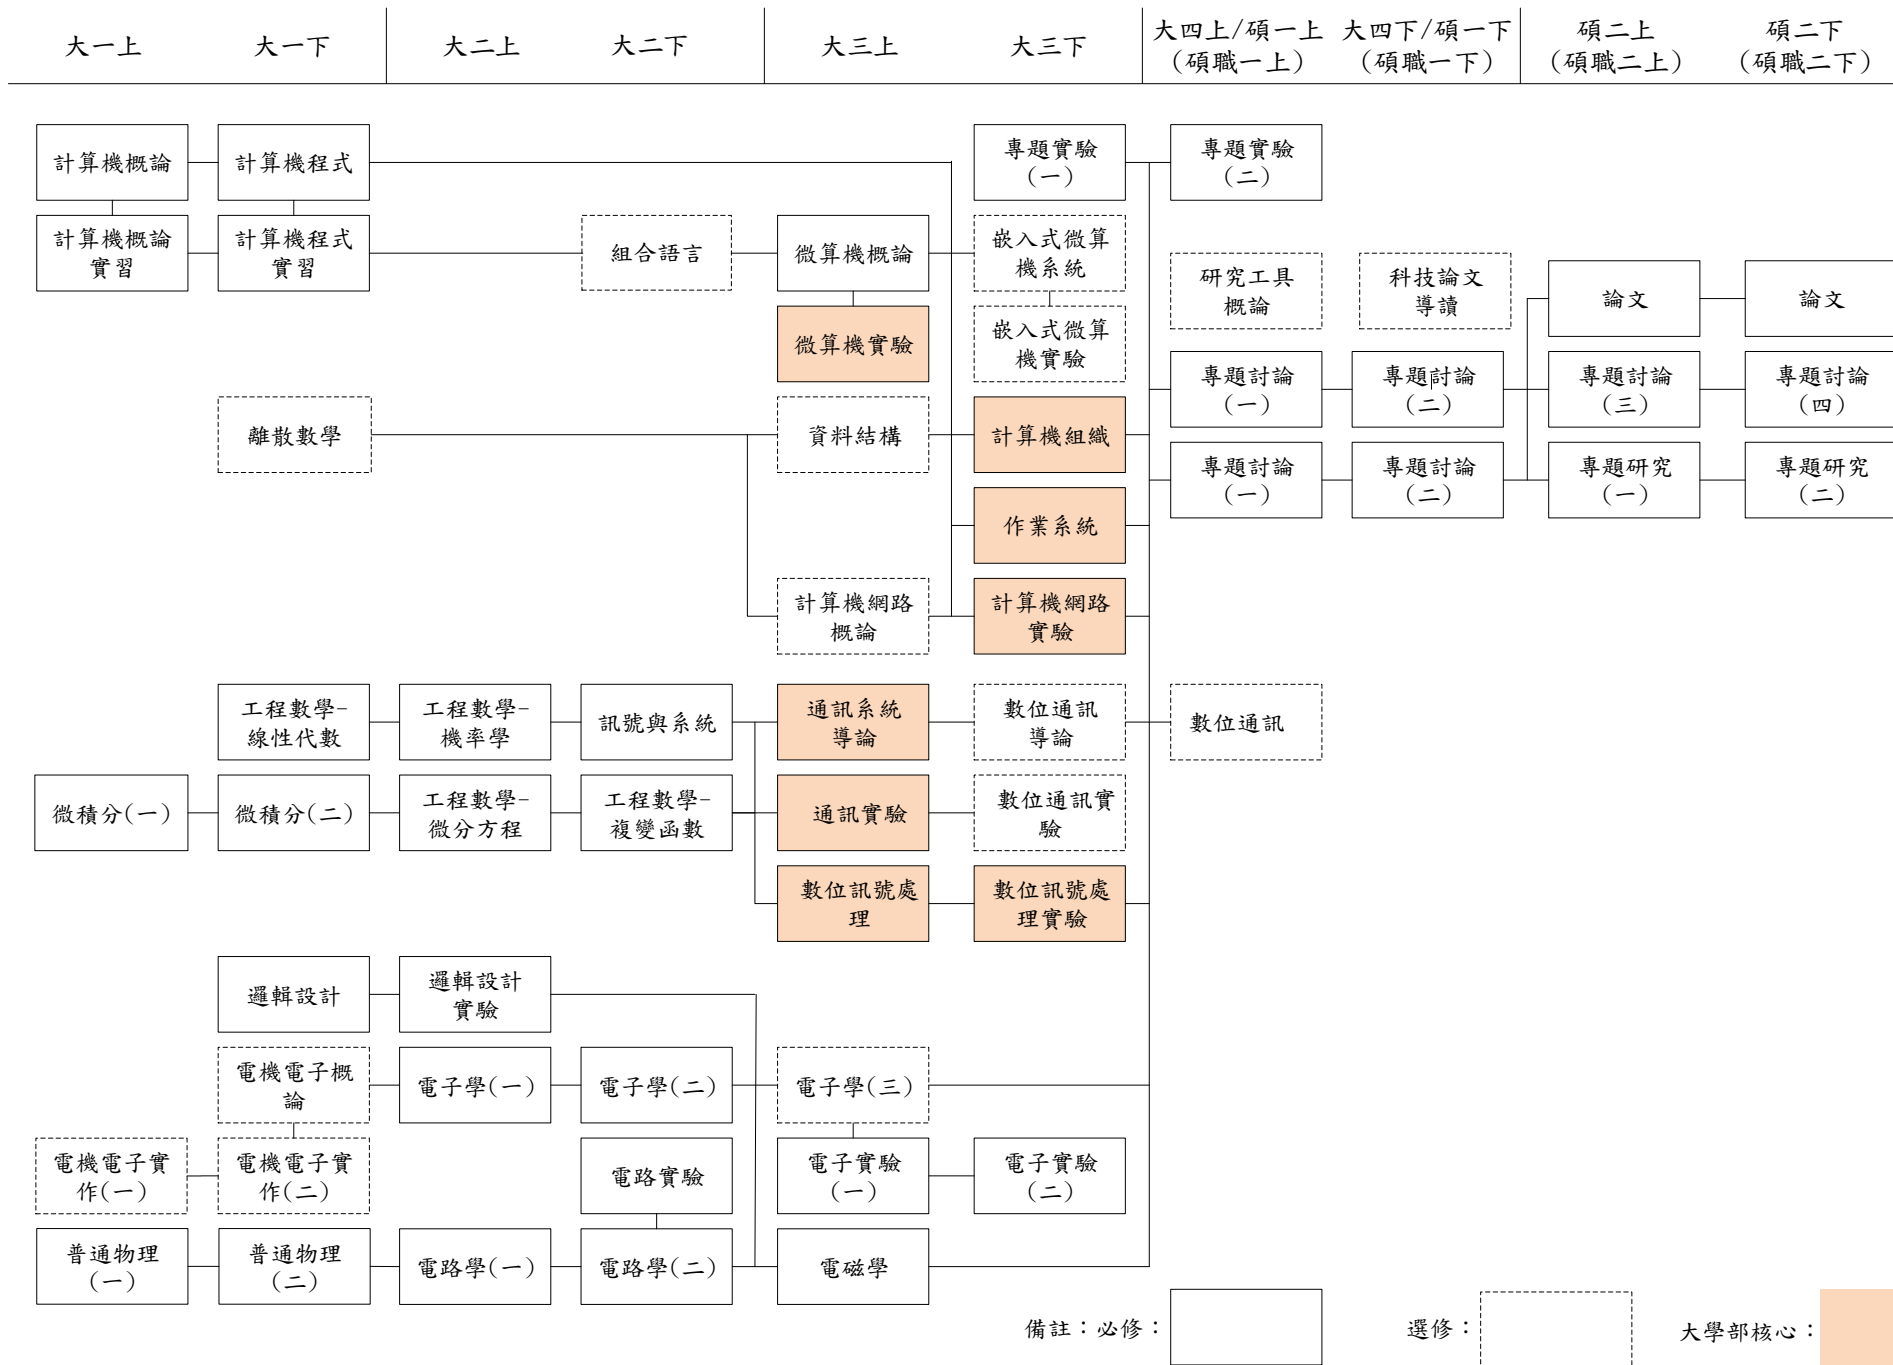 大一上
大一下
大二上
大二下
大三上
大三下
大四上/碩一上
(碩職一上)
大四下/碩一下
(碩職一下)
碩二上
(碩職二上)
碩二下
(碩職二下)
計算機概論
計算機程式
專題實驗
(一)
專題實驗
(二)
計算機概論
實習
計算機程式
實習
組合語言
微算機概論
嵌入式微算
機系統
研究工具
概論
科技論文
導讀
論文
論文
微算機實驗
嵌入式微算
機實驗
專題討論
(一)
專題討論
(二)
專題討論
(三)
專題討論
(四)
離散數學
資料結構
計算機組織
專題討論
(一)
專題討論
(二)
專題研究
(一)
專題研究
(二)
作業系統
計算機網路
概論
計算機網路
實驗
工程數學-
線性代數
工程數學-
機率學
訊號與系統
通訊系統
導論
數位通訊
導論
數位通訊
微積分(一)
微積分(二)
工程數學-
微分方程
工程數學-
複變函數
通訊實驗
數位通訊實
驗
數位訊號處
理
數位訊號處
理實驗
邏輯設計
邏輯設計
實驗
電機電子概
論
電子學(一)
電子學(二)
電子學(三)
電機電子實
作(一)
電機電子實
作(二)
電路實驗
電子實驗
(一)
電子實驗
(二)
普通物理
(一)
普通物理
(二)
電路學(一)
電路學(二)
電磁學
備註：必修：
選修：
大學部核心：